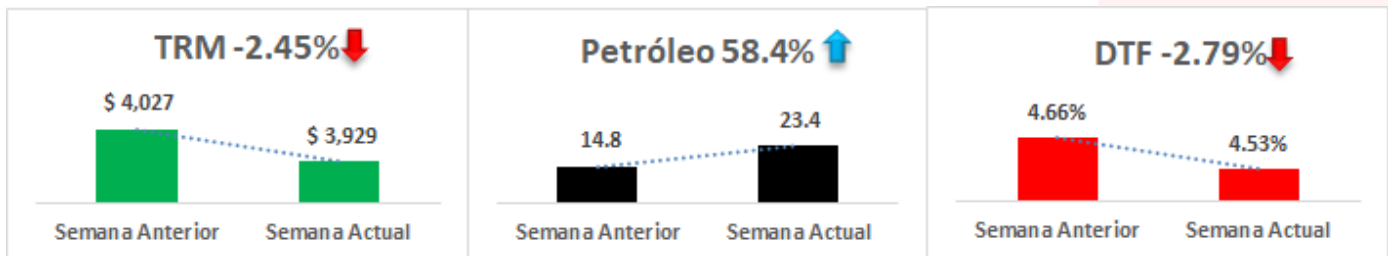 TRM -2.45%
$ 4,027
$ 3,929
Semana Anterior
Semana Actual
Petróleo 58.4%
14.8
23.4
Semana Anterior
Semana Actual
DTF -2.79%
4.66%
4.53%
Semana Anterior
Semana Actual